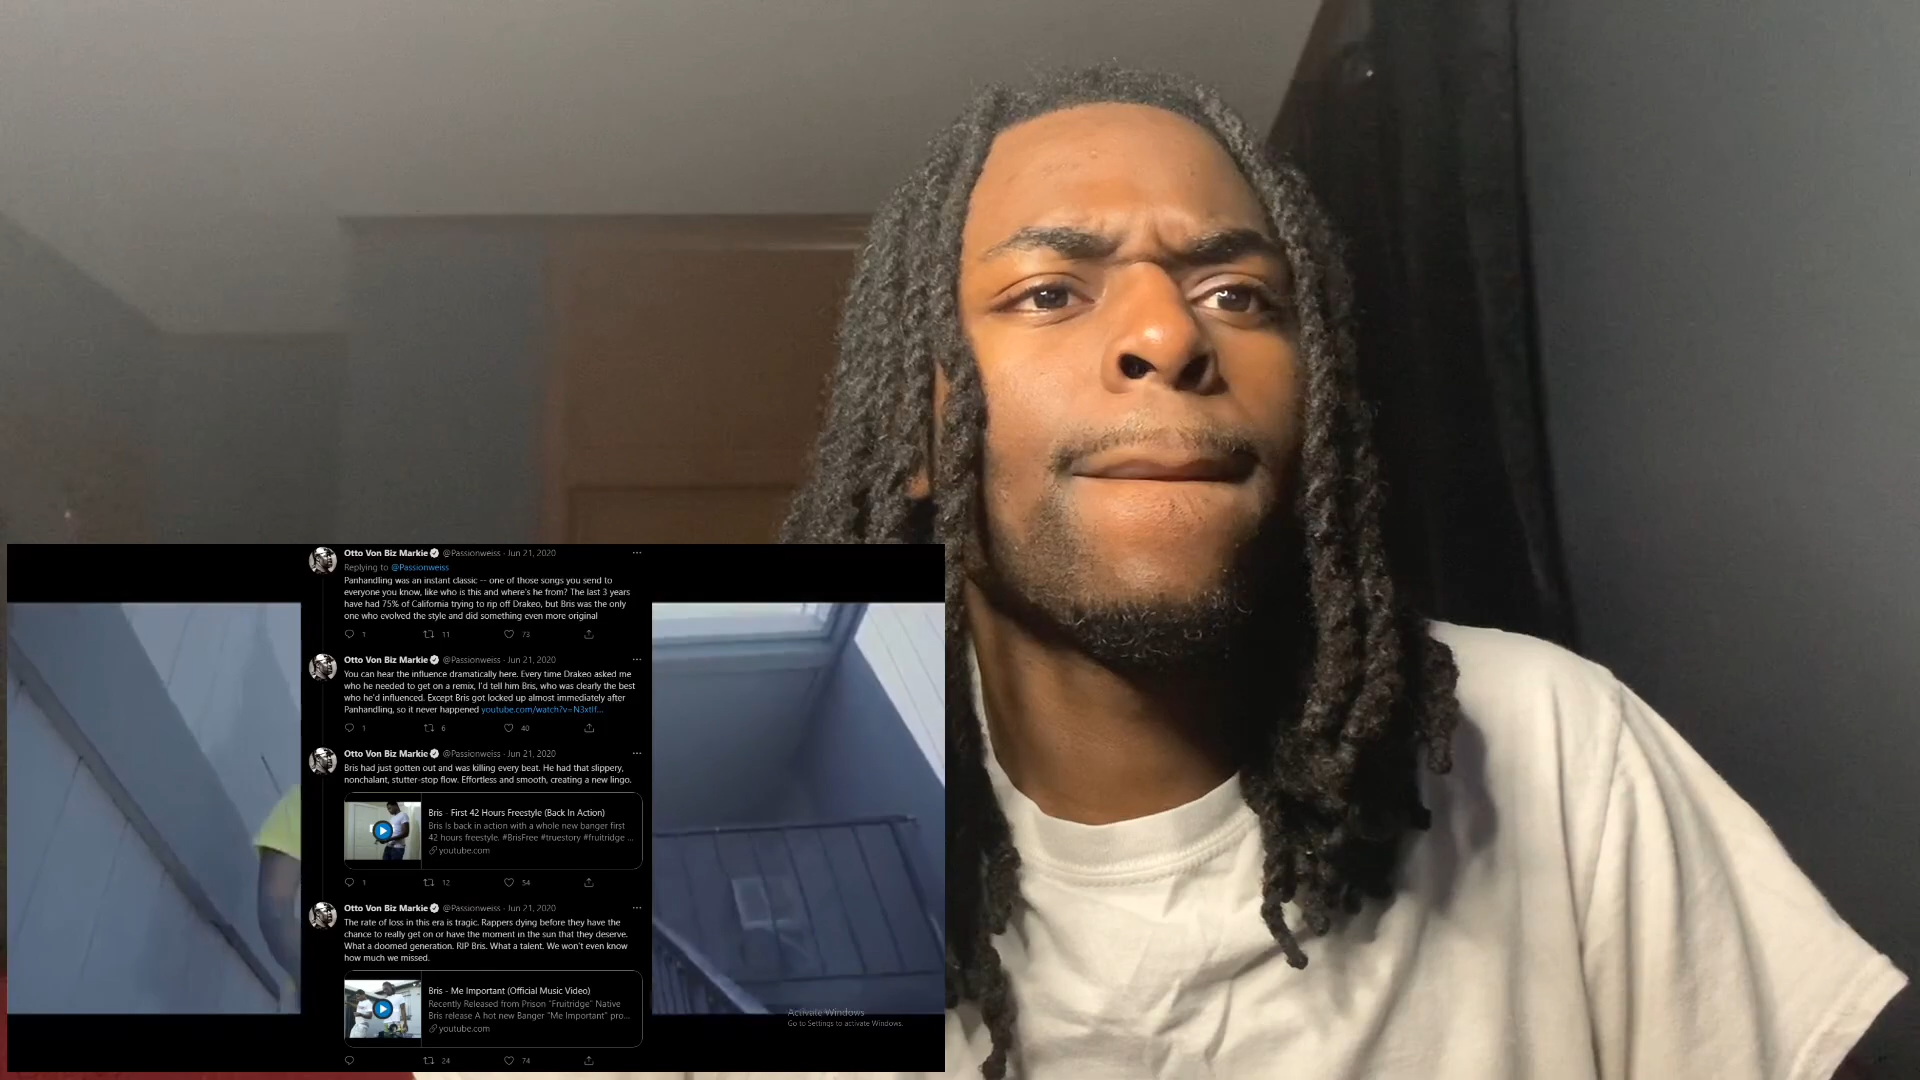 Otto Von Biz Markie @Passionweiss · Jun 21, 2020
Replying to @Passionweiss
Panhandling was an instant classic -- one of those songs you send to
everyone you know, like who is this and where's he from? The last 3 years
have had 75% of California trying to rip off Drakeo, but Bris was the only
one who evolved the style and did something even more original
1 11 73
Otto Von Biz Markie @Passionweiss · Jun 21, 2020
You can hear the influence dramatically here. Every time Drakeo asked me
who he needed to get on a remix, I'd tell him Bris, who was clearly the best
who he'd influenced. Except Bris got locked up almost immediately after
Panhandling, so it never happened youtube.com/watch?v=N3xtIf...
1 6 40
Otto Von Biz Markie @Passionweiss · Jun 21, 2020
Bris had just gotten out and was killing every beat. He had that slippery,
nonchalant, stutter-stop flow. Effortless and smooth, creating a new lingo.
Bris - First 42 Hours Freestyle (Back In Action)
Bris Is back in action with a whole new banger first
42 hours freestyle. #BrisFree #truestory #fruitridge ...
youtube.com
1 12 54
Otto Von Biz Markie @Passionweiss · Jun 21, 2020
The rate of loss in this era is tragic. Rappers dying before they have the
chance to really get on or have the moment in the sun that they deserve.
What a doomed generation. RIP Bris. What a talent. We won't even know
how much we missed.
Bris - Me Important (Official Music Video)
Recently Released from Prison "Fruitridge" Native
Bris release A hot new Banger "Me Important" pro...
youtube.com
24 74
Activate Windows
Go to Settings to activate Windows.